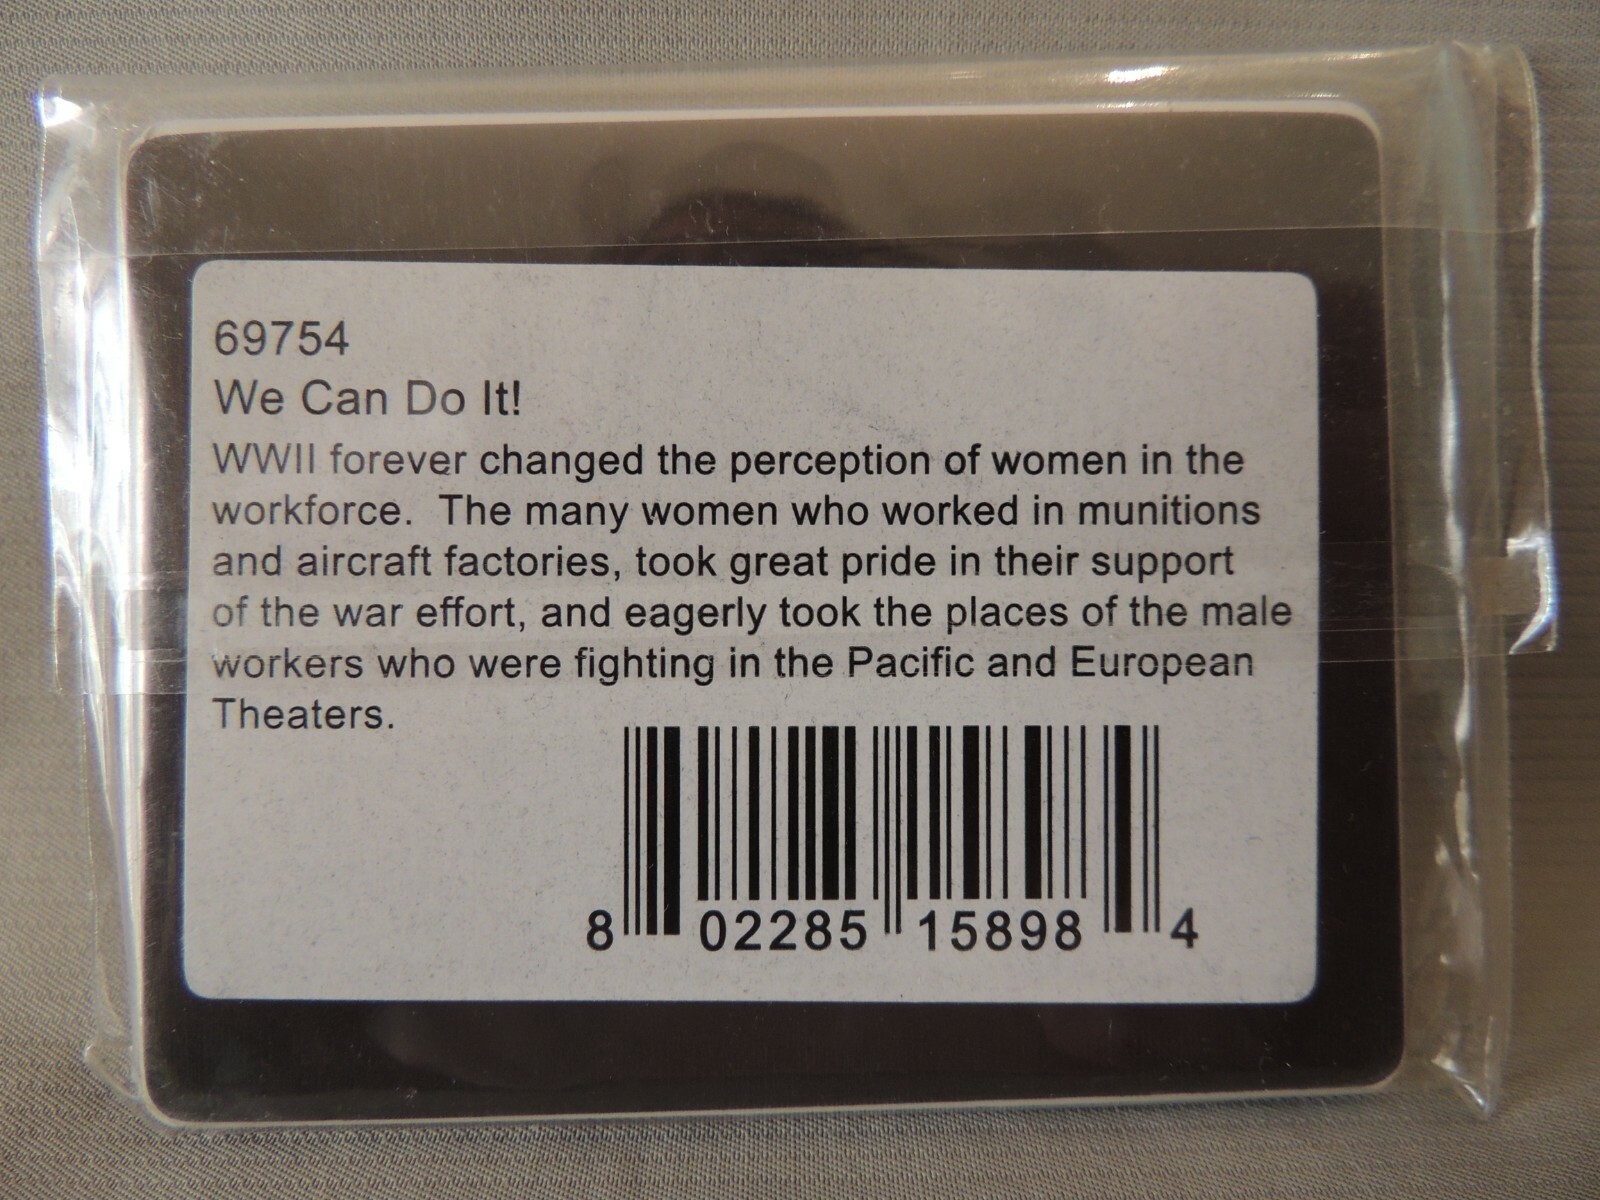 69754
We Can Do It!
WWII forever changed the perception of women in the
workforce.  The many women who worked in munitions
and aircraft factories, took great pride in their support
of the war effort, and eagerly took the places of the male
workers who were fighting in the Pacific and European
Theaters.
8 02285 15898 4